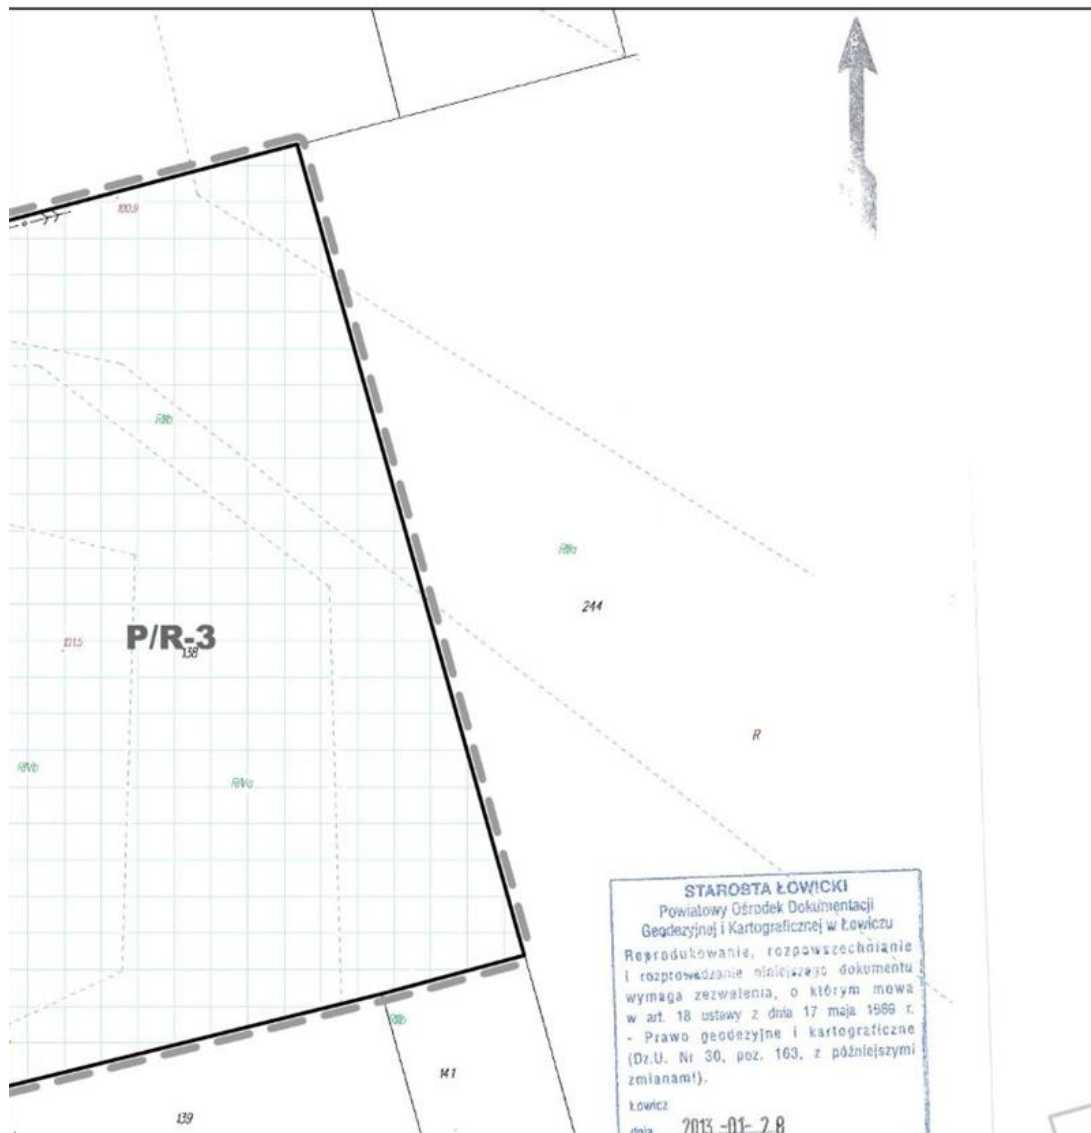 100.9
RIIIb
RIIIa
244
101.5
P/R-3
138
R
RIVb
RIVa
STAROSTA ŁOWICKI
Powiatowy Ośrodek Dokumentacji
Geodezyjnej i Kartograficznej w Łowiczu
Reprodukowanie, rozpowszechnianie
i rozprowadzanie niniejszego dokumentu
wymaga zezwolenia, o którym mowa
w art. 18 ustawy z dnia 17 maja 1989 r.
- Prawo geodezyjne i kartograficzne
(Dz.U. Nr 30, poz. 163, z późniejszymi
zmianami).
Łowicz
dnia 2013 -01- 28
RIIIb
141
139